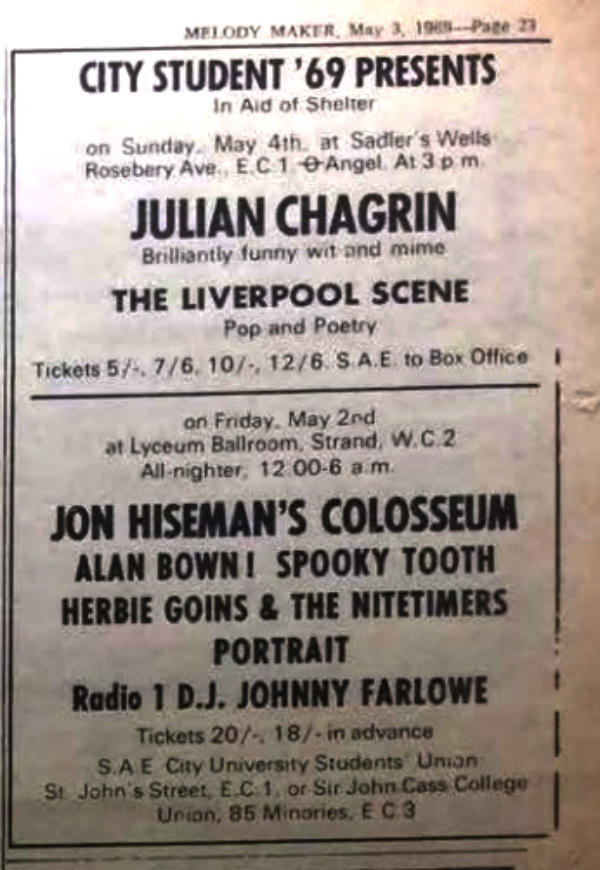 MELODY MAKER, May 3, 1969—Page 23
CITY STUDENT '69 PRESENTS
In Aid of Shelter
on Sunday, May 4th, at Sadler's Wells
Rosebery Ave., E.C.1 Angel. At 3 p.m.
JULIAN CHAGRIN
Brilliantly funny wit and mime
THE LIVERPOOL SCENE
Pop and Poetry
Tickets 5/-, 7/6, 10/-, 12/6. S.A.E. to Box Office
on Friday, May 2nd
at Lyceum Ballroom, Strand, W.C.2
All-nighter, 12.00-6 a.m.
JON HISEMAN'S COLOSSEUM
ALAN BOWN! SPOOKY TOOTH
HERBIE GOINS & THE NITETIMERS
PORTRAIT
Radio 1 D.J. JOHNNY FARLOWE
Tickets 20/-, 18/- in advance
S.A.E. City University Students' Union
St. John's Street, E.C.1, or Sir John Cass College
Union, 85 Minories, E.C.3